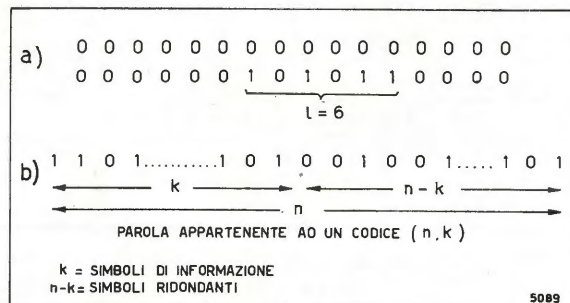 a)
0 0 0 0 0 0 0 0 0 0 0 0 0 0 0 0
0 0 0 0 0 0 1 0 1 0 1 1 0 0 0 0
l = 6
b)
1 1 0 1...........1 0 1 0 0 1 0 0 1.....1 0 1
k n-k
n
PAROLA APPARTENENTE AO UN CODICE (n,k)
k = SIMBOLI DI INFORMAZIONE
n-k= SIMBOLI RIDONDANTI
5089